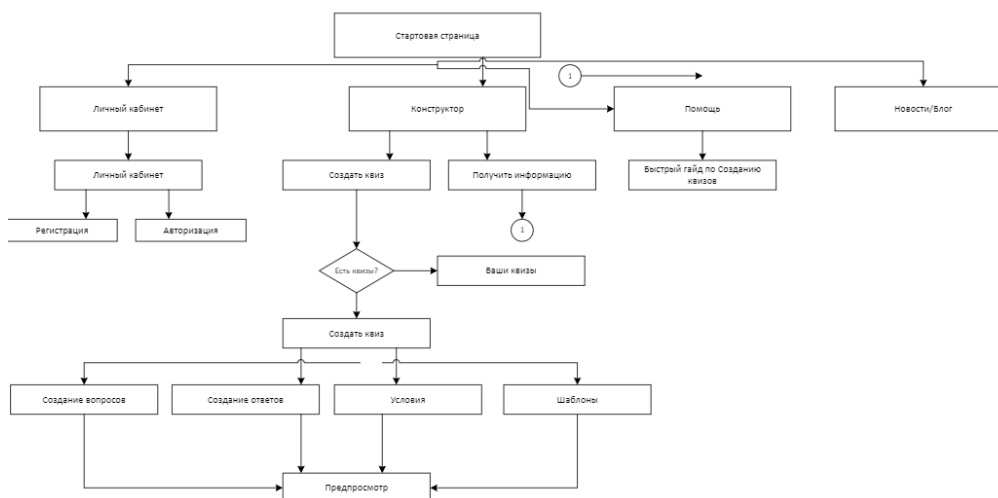 Стартовая страница
1
Личный кабинет
Конструктор
Помощь
Новости/Блог
Личный кабинет
Создать квиз
Получить информацию
Быстрый гайд по Созданию
квизов
Регистрация
Авторизация
1
Есть квизы?
Ваши квизы
Создать квиз
Создание вопросов
Создание ответов
Условия
Шаблоны
Предпросмотр